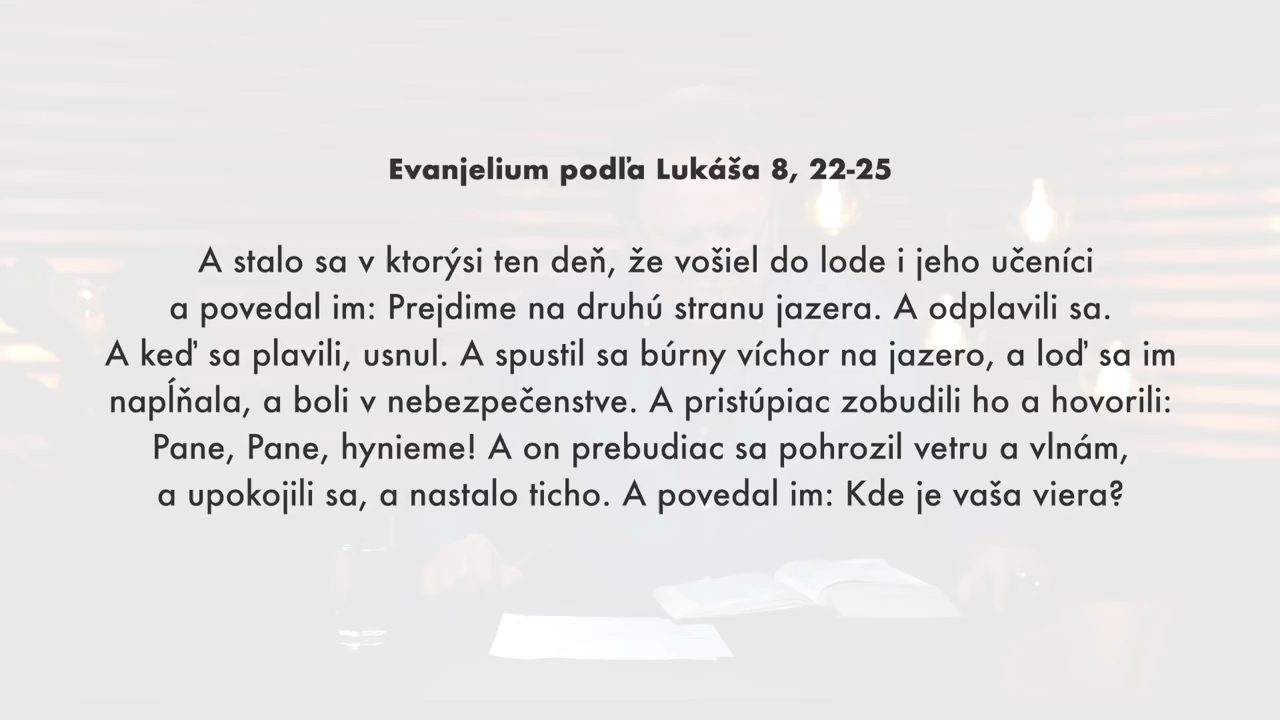 Evanjelium podľa Lukáša 8, 22-25
A stalo sa v ktorýsi ten deň, že vošiel do lode i jeho učeníci
a povedal im: Prejdime na druhú stranu jazera. A odplavili sa.
A keď sa plavili, usnul. A spustil sa búrny víchor na jazero, a loď sa im
napĺňala, a boli v nebezpečenstve. A pristúpiac zobudili ho a hovorili:
Pane, Pane, hynieme! A on prebudiac sa pohrozil vetru a vlnám,
a upokojili sa, a nastalo ticho. A povedal im: Kde je vaša viera?